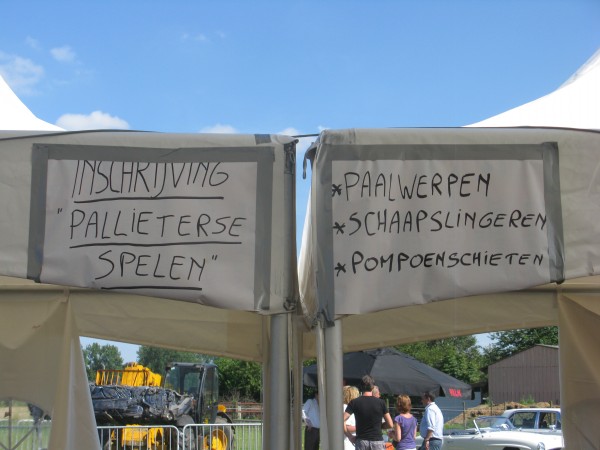 INSCHRIJVING
"PALLIETERSE
SPELEN"
*PAALWERPEN
*SCHAAPSLINGEREN
*POMPOENSCHIETEN